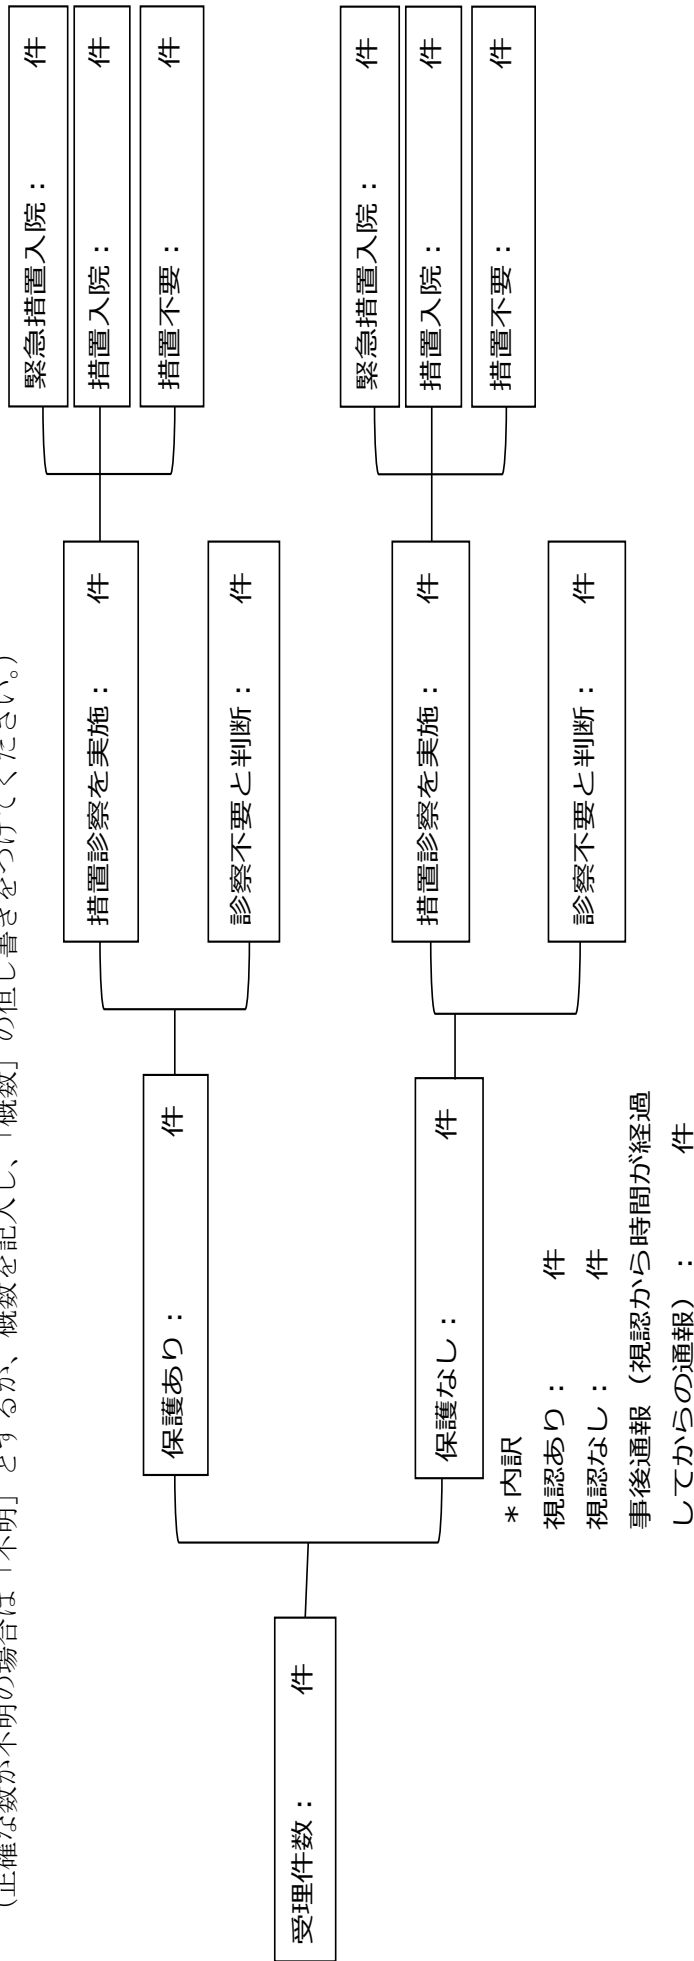 (正確な数が不明の場合は「不明」とするか、概数を記入し、「概数」の但し書きをつけてください。)
受理件数： 件
保護あり： 件
措置診察を実施： 件
緊急措置入院： 件
措置入院： 件
措置不要： 件
診察不要と判断： 件
保護なし： 件
＊内訳
視認あり： 件
視認なし： 件
事後通報（視認から時間が経過
してからの通報）： 件
措置診察を実施： 件
緊急措置入院： 件
措置入院： 件
措置不要： 件
診察不要と判断： 件